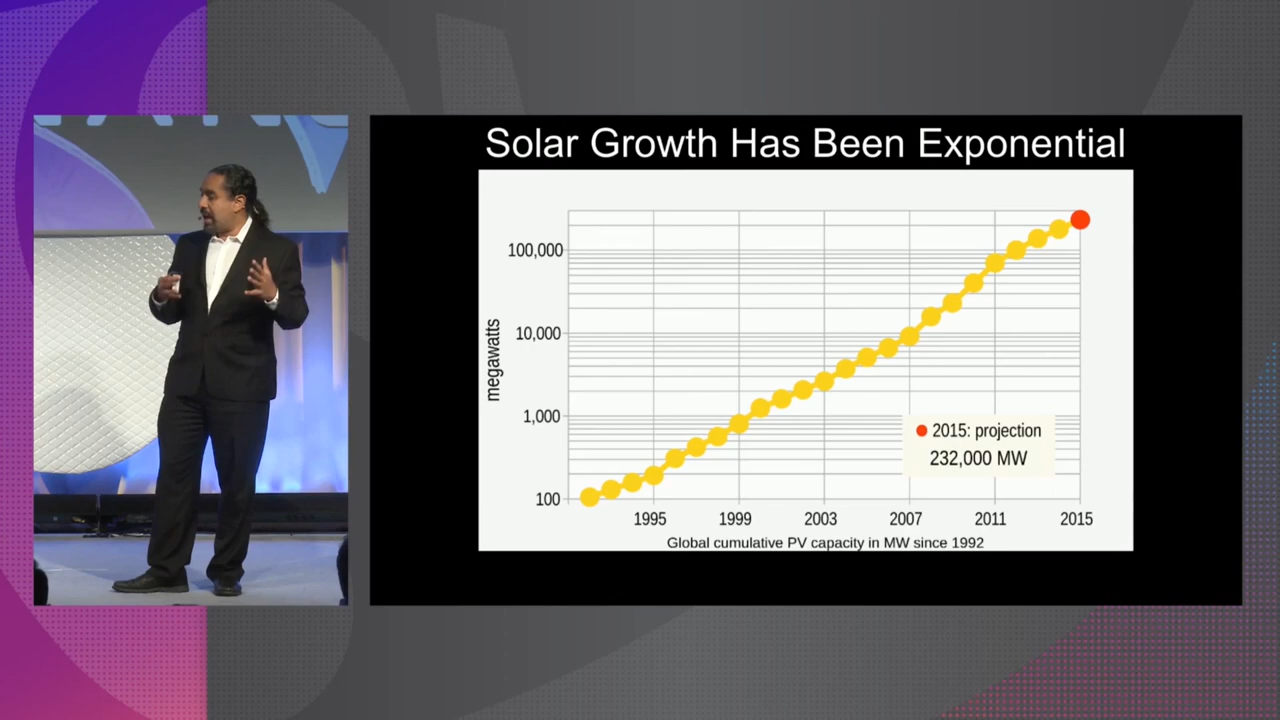 Solar Growth Has Been Exponential
100,000
10,000
1,000
100
megawatts
2015: projection
232,000 MW
1995 1999 2003 2007 2011 2015
Global cumulative PV capacity in MW since 1992